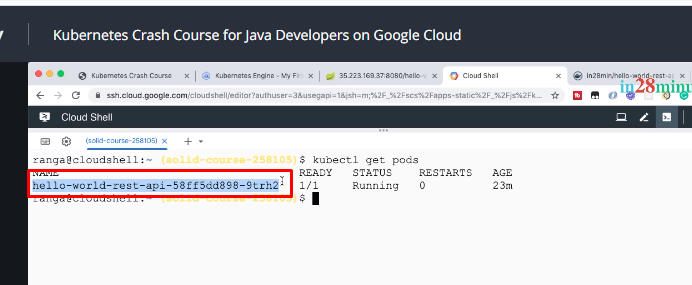 Kubernetes Crash Course for Java Developers on Google Cloud
Kubernetes Crash Course
Kubernetes Engine - My Fir
35.223.169.37:8080/hello-w
Cloud Shell
in28min/hello-world-rest-ap
in28minu
ssh.cloud.google.com/cloudshell/editor?authuser=3&usegapi=1&jsh=m;%2F_%2Fscs%2Fapps-static%2F_%2Fjs%2Fk
Cloud Shell
(solid-course-258105)
ranga@cloudshell:~ (solid-course-258105)$ kubectl get pods
NAME READY STATUS RESTARTS AGE
hello-world-rest-api-58ff5dd898-9trh2 1/1 Running 0 23m
ranga@cloudshell:~ (solid-course-258105)$